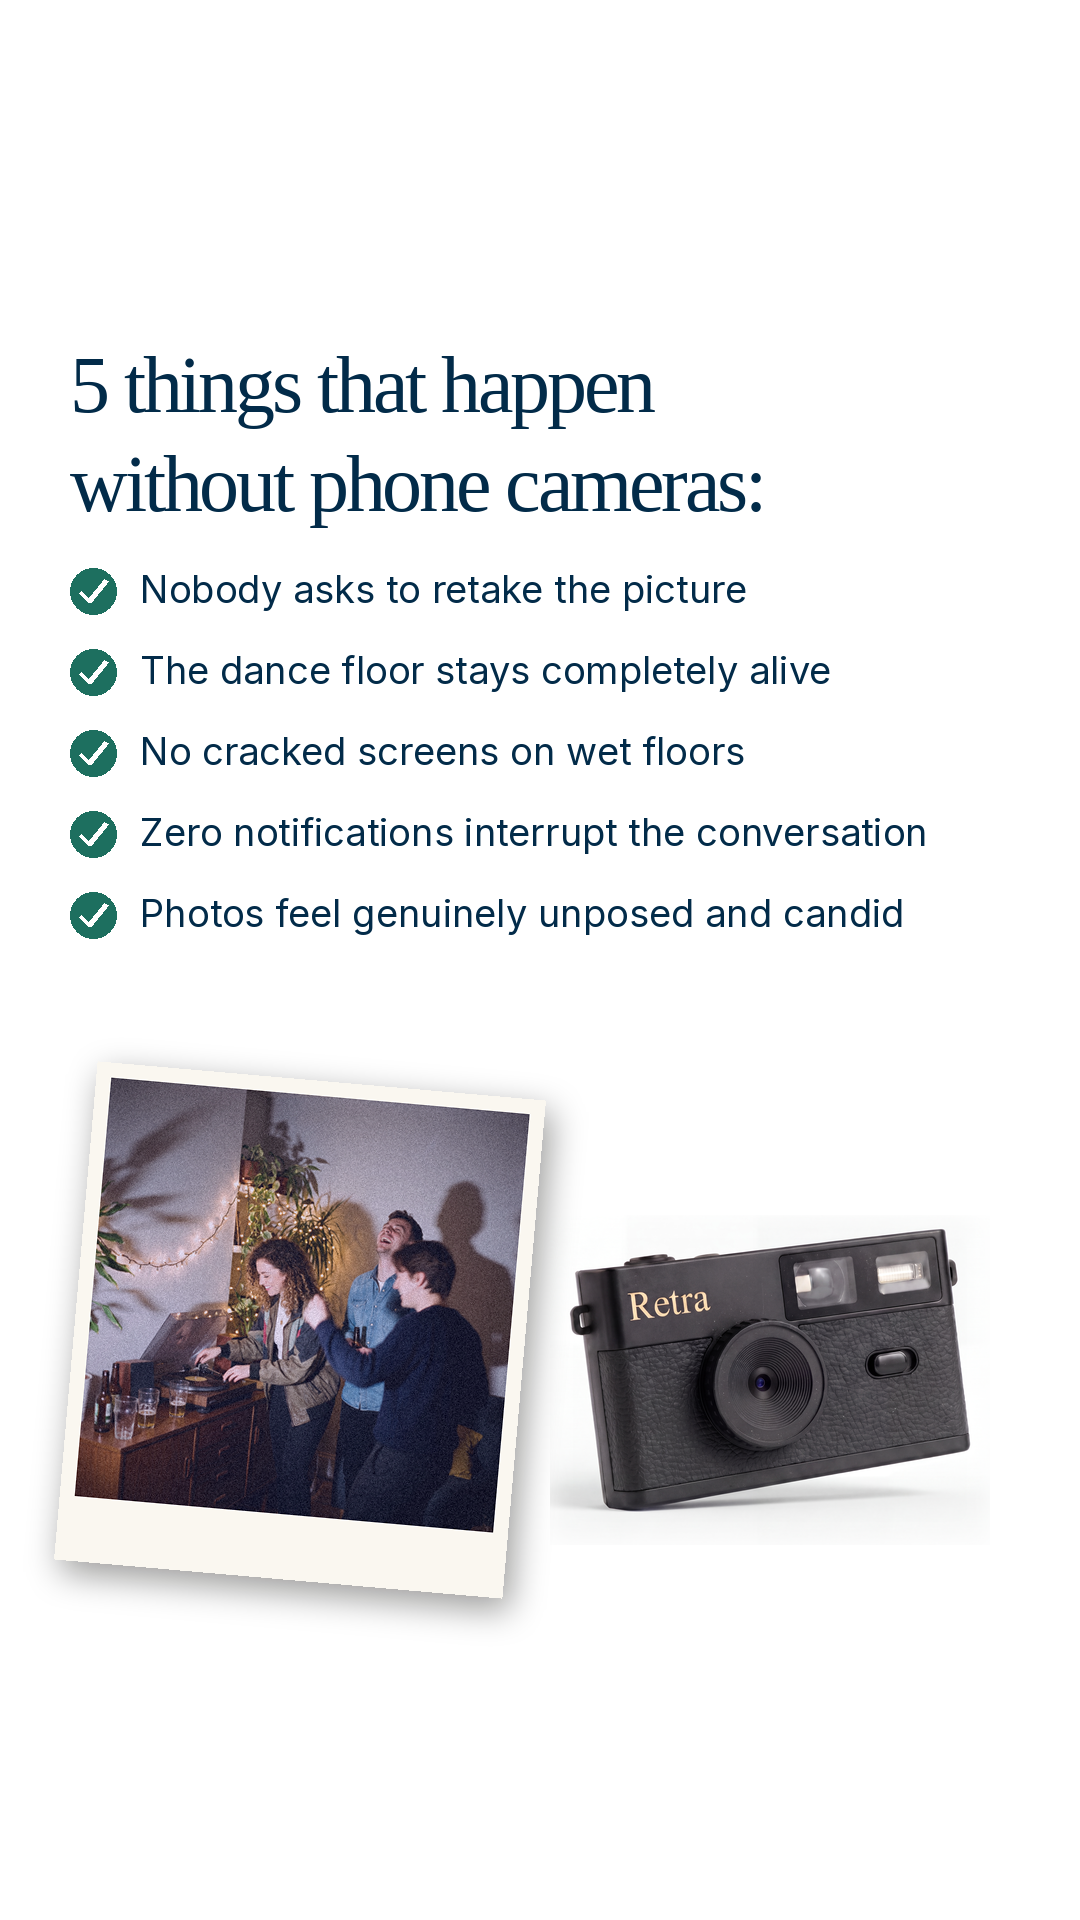 5 things that happen
without phone cameras:
Nobody asks to retake the picture
The dance floor stays completely alive
No cracked screens on wet floors
Zero notifications interrupt the conversation
Photos feel genuinely unposed and candid
Retra